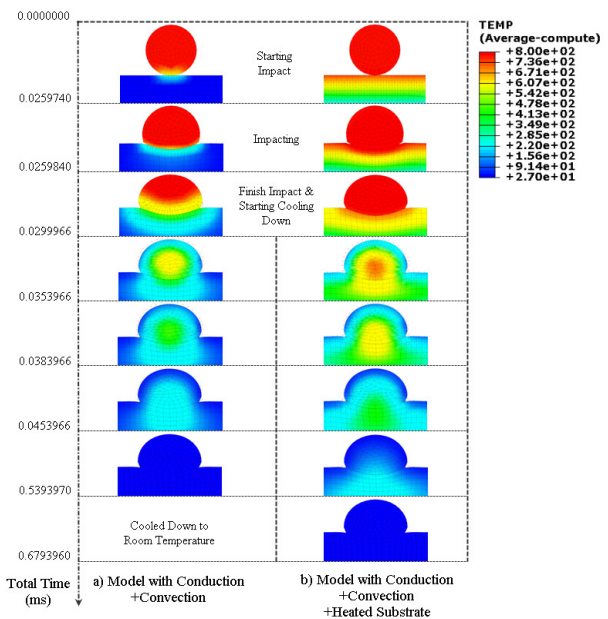 0.0000000
TEMP
(Average-compute)
+8.00e+02
+7.36e+02
+6.71e+02
+6.07e+02
+5.42e+02
+4.78e+02
+4.13e+02
+3.49e+02
+2.85e+02
+2.20e+02
+1.56e+02
+9.14e+01
+2.70e+01
Starting
Impact
0.0259740
Impacting
0.0259840
Finish Impact &
Starting Cooling
Down
0.0299966
0.0353966
0.0383966
0.0453966
0.5393970
Cooled Down to
Room Temperature
0.6793960
Total Time
(ms)
a) Model with Conduction
+Convection
b) Model with Conduction
+Convection
+Heated Substrate